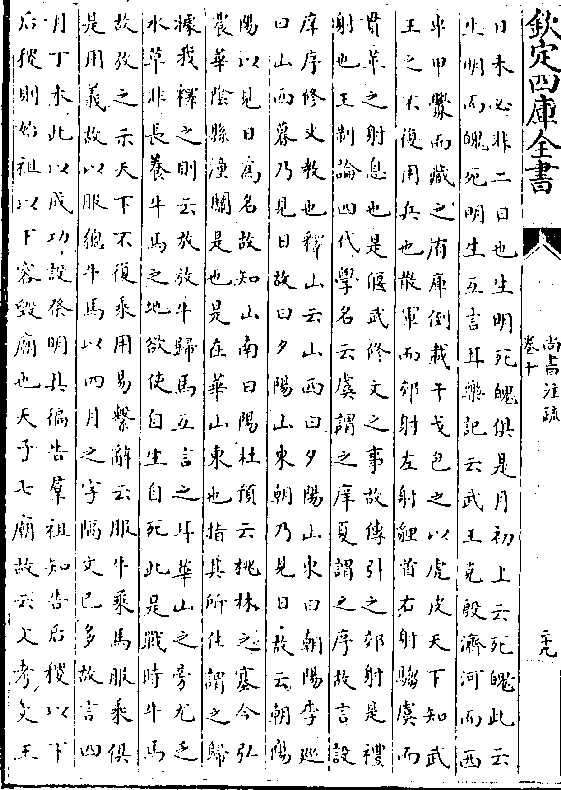 欽定四庫全書
尚書注疏
卷十
二九
日未必非二日也生明死魄俱是月初上云死魄此云
生明而魄死明生互言耳樂記云武王克殷濟河而西
車甲釁而藏之府庫倒載干戈包之以虎皮天下知武
王之不復用兵也散軍而郊射左射貍首右射騶虞而
貫革之射息也是偃武修文之事故傳引之郊射是禮
射也王制論四代學名云虞謂之庠夏謂之序故言設
庠序修文教也釋山云山西曰夕陽山東曰朝陽李巡
曰山西暮乃見日故曰夕陽山東朝乃見日故云朝陽
陽以見日爲名故知山南曰陽杜預云桃林之塞今弘
農華陰縣潼關是也是在華山東也指其所往謂之歸
據我釋之則云放放牛歸馬互言之耳華山之旁尤乏
水草非長養牛馬之地欲使自生自死此是戰時牛馬
故放之示天下不復乘用易繫辭云服牛乘馬服乘俱
是用義故以服總牛馬以四月之字隔文已多故言四
月丁未此以成功設祭明其徧告羣祖知告后稷以下
后稷則始祖以下容毀廟也天子七廟故云文考文王